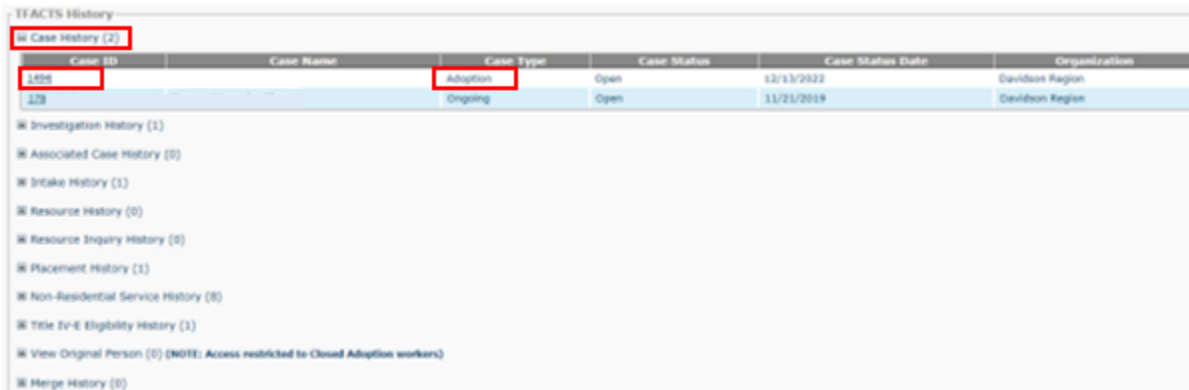 TFACTS History
Case History (2)
Case ID Case Name Case Type Case Status Case Status Date Organization
1496 Adoption Open 12/13/2022 Davidson Region
178 Ongoing Open 11/21/2019 Davidson Region
Investigation History (1)
Associated Case History (0)
Intake History (1)
Resource History (0)
Resource Inquiry History (0)
Placement History (1)
Non-Residential Service History (8)
Title IV-E Eligibility History (1)
View Original Person (0) (NOTE: Access restricted to Closed Adoption workers)
Merge History (0)